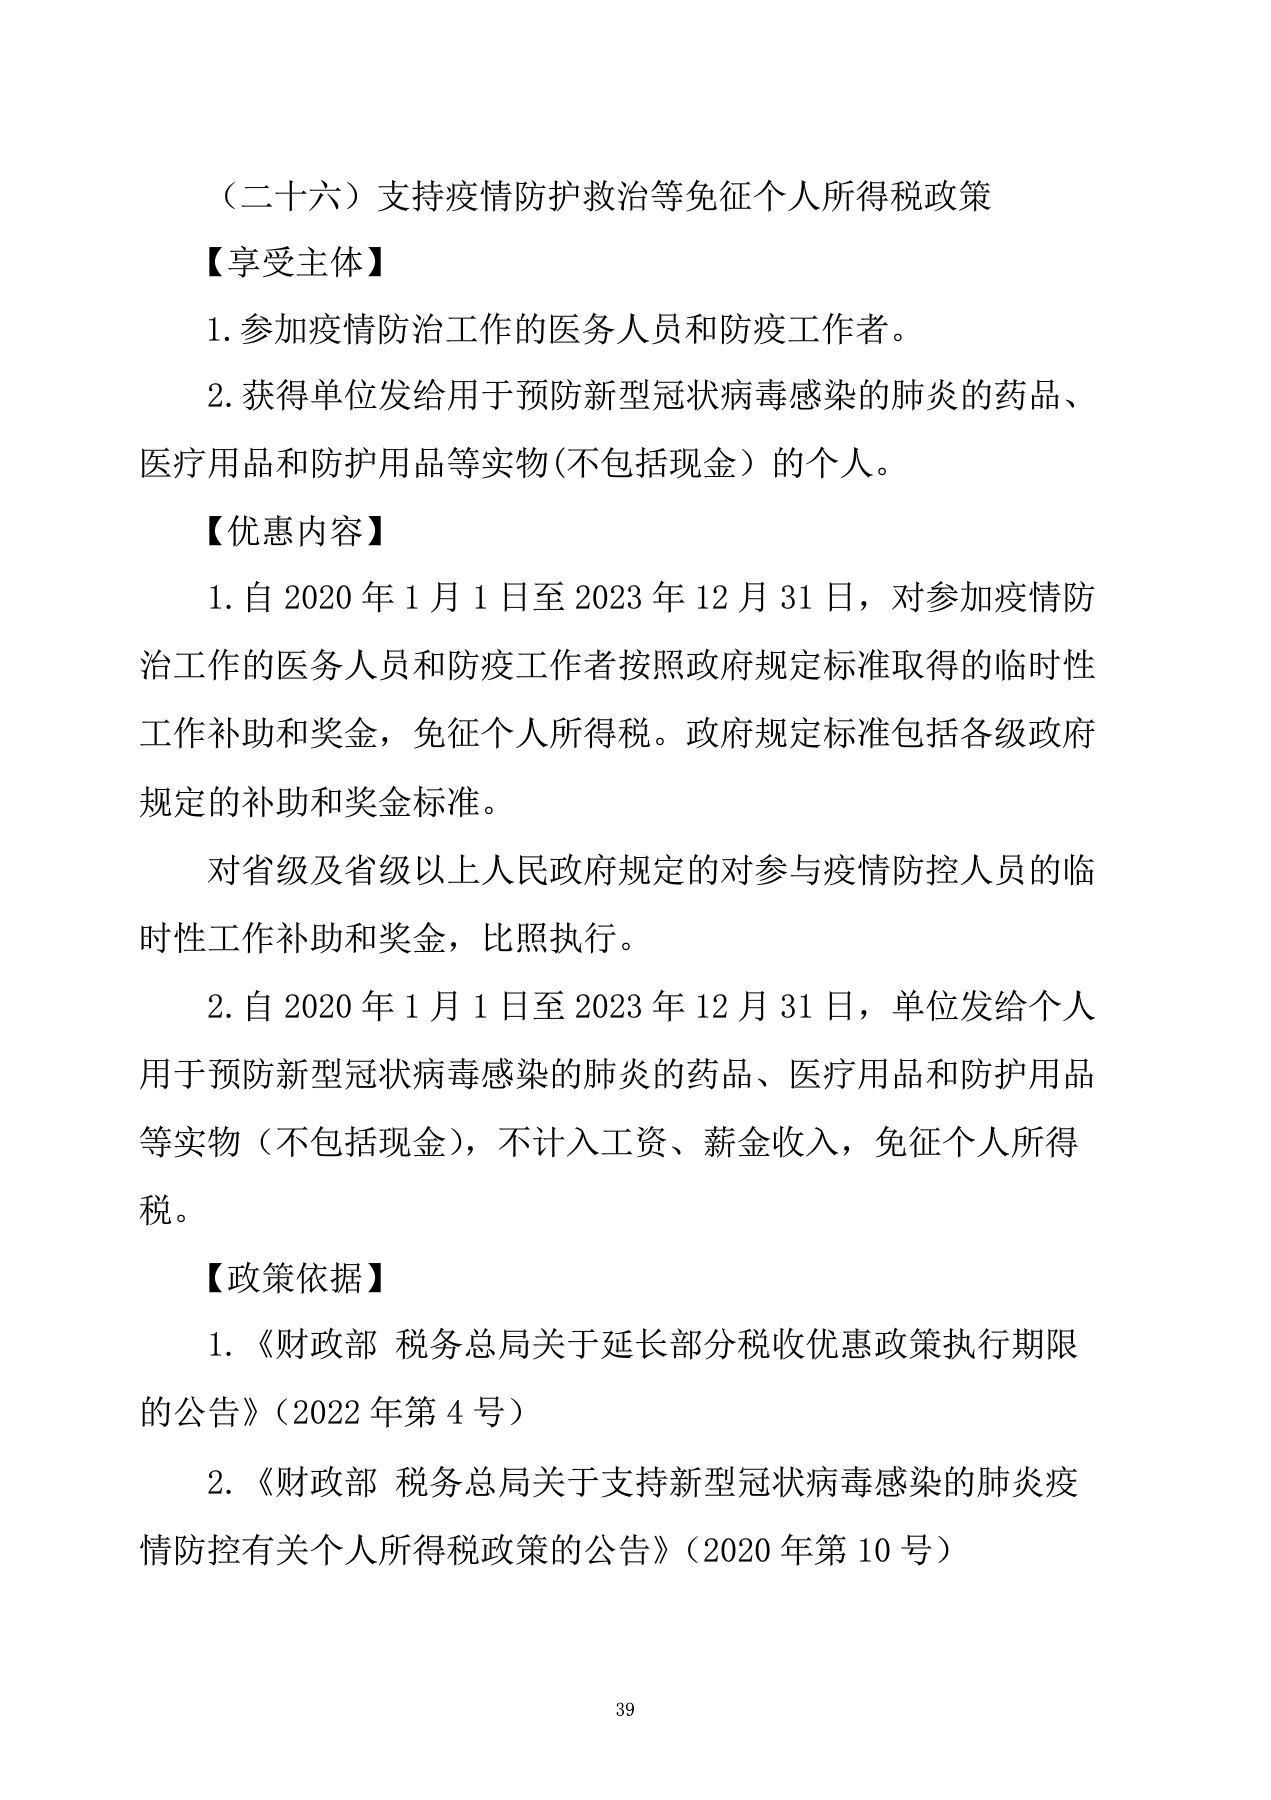 （二十六）支持疫情防护救治等免征个人所得税政策
【享受主体】
1.参加疫情防治工作的医务人员和防疫工作者。
2.获得单位发给用于预防新型冠状病毒感染的肺炎的药品、
医疗用品和防护用品等实物(不包括现金）的个人。
【优惠内容】
1.自 2020 年 1 月 1 日至 2023 年 12 月 31 日，对参加疫情防
治工作的医务人员和防疫工作者按照政府规定标准取得的临时性
工作补助和奖金，免征个人所得税。政府规定标准包括各级政府
规定的补助和奖金标准。
对省级及省级以上人民政府规定的对参与疫情防控人员的临
时性工作补助和奖金，比照执行。
2.自 2020 年 1 月 1 日至 2023 年 12 月 31 日，单位发给个人
用于预防新型冠状病毒感染的肺炎的药品、医疗用品和防护用品
等实物（不包括现金），不计入工资、薪金收入，免征个人所得
税。
【政策依据】
1.《财政部 税务总局关于延长部分税收优惠政策执行期限
的公告》（2022 年第 4 号）
2.《财政部 税务总局关于支持新型冠状病毒感染的肺炎疫
情防控有关个人所得税政策的公告》（2020 年第 10 号）
39